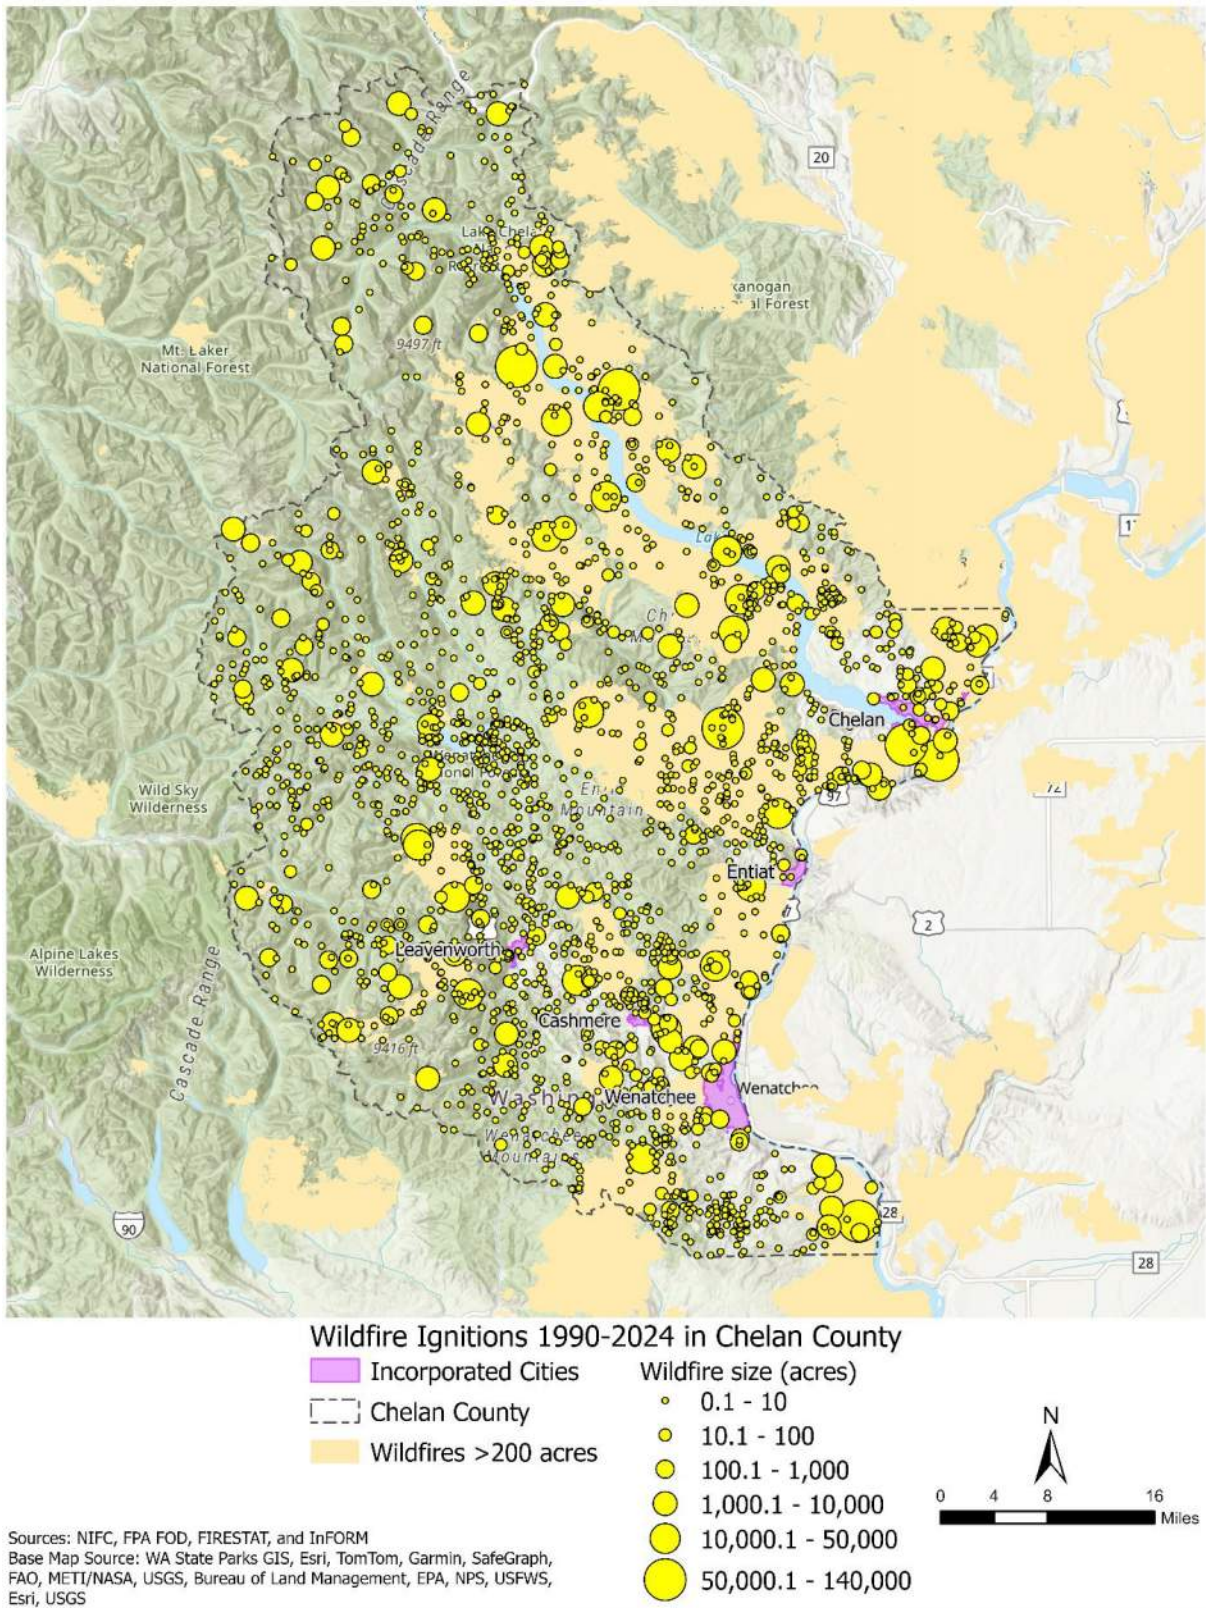 Cascade Range
20
Lake Chela
kanogan
al Forest
9497 ft
Mt. Baker
National Forest
Chelan
97
Wild Sky
Wilderness
Mountain
Entiat
2
Leavenworth
Alpine Lakes
Wilderness
Cascade Range
Cashmere
9416 ft
Wenatchee
Wenatchee
Mountains
28
90
28
Wildfire Ignitions 1990-2024 in Chelan County
Incorporated Cities
Chelan County
Wildfires >200 acres
Wildfire size (acres)
0.1 - 10
10.1 - 100
100.1 - 1,000
1,000.1 - 10,000
10,000.1 - 50,000
50,000.1 - 140,000
N
0 4 8 16
Miles
Sources: NIFC, FPA FOD, FIRESTAT, and InFORM
Base Map Source: WA State Parks GIS, Esri, TomTom, Garmin, SafeGraph,
FAO, METI/NASA, USGS, Bureau of Land Management, EPA, NPS, USFWS,
Esri, USGS